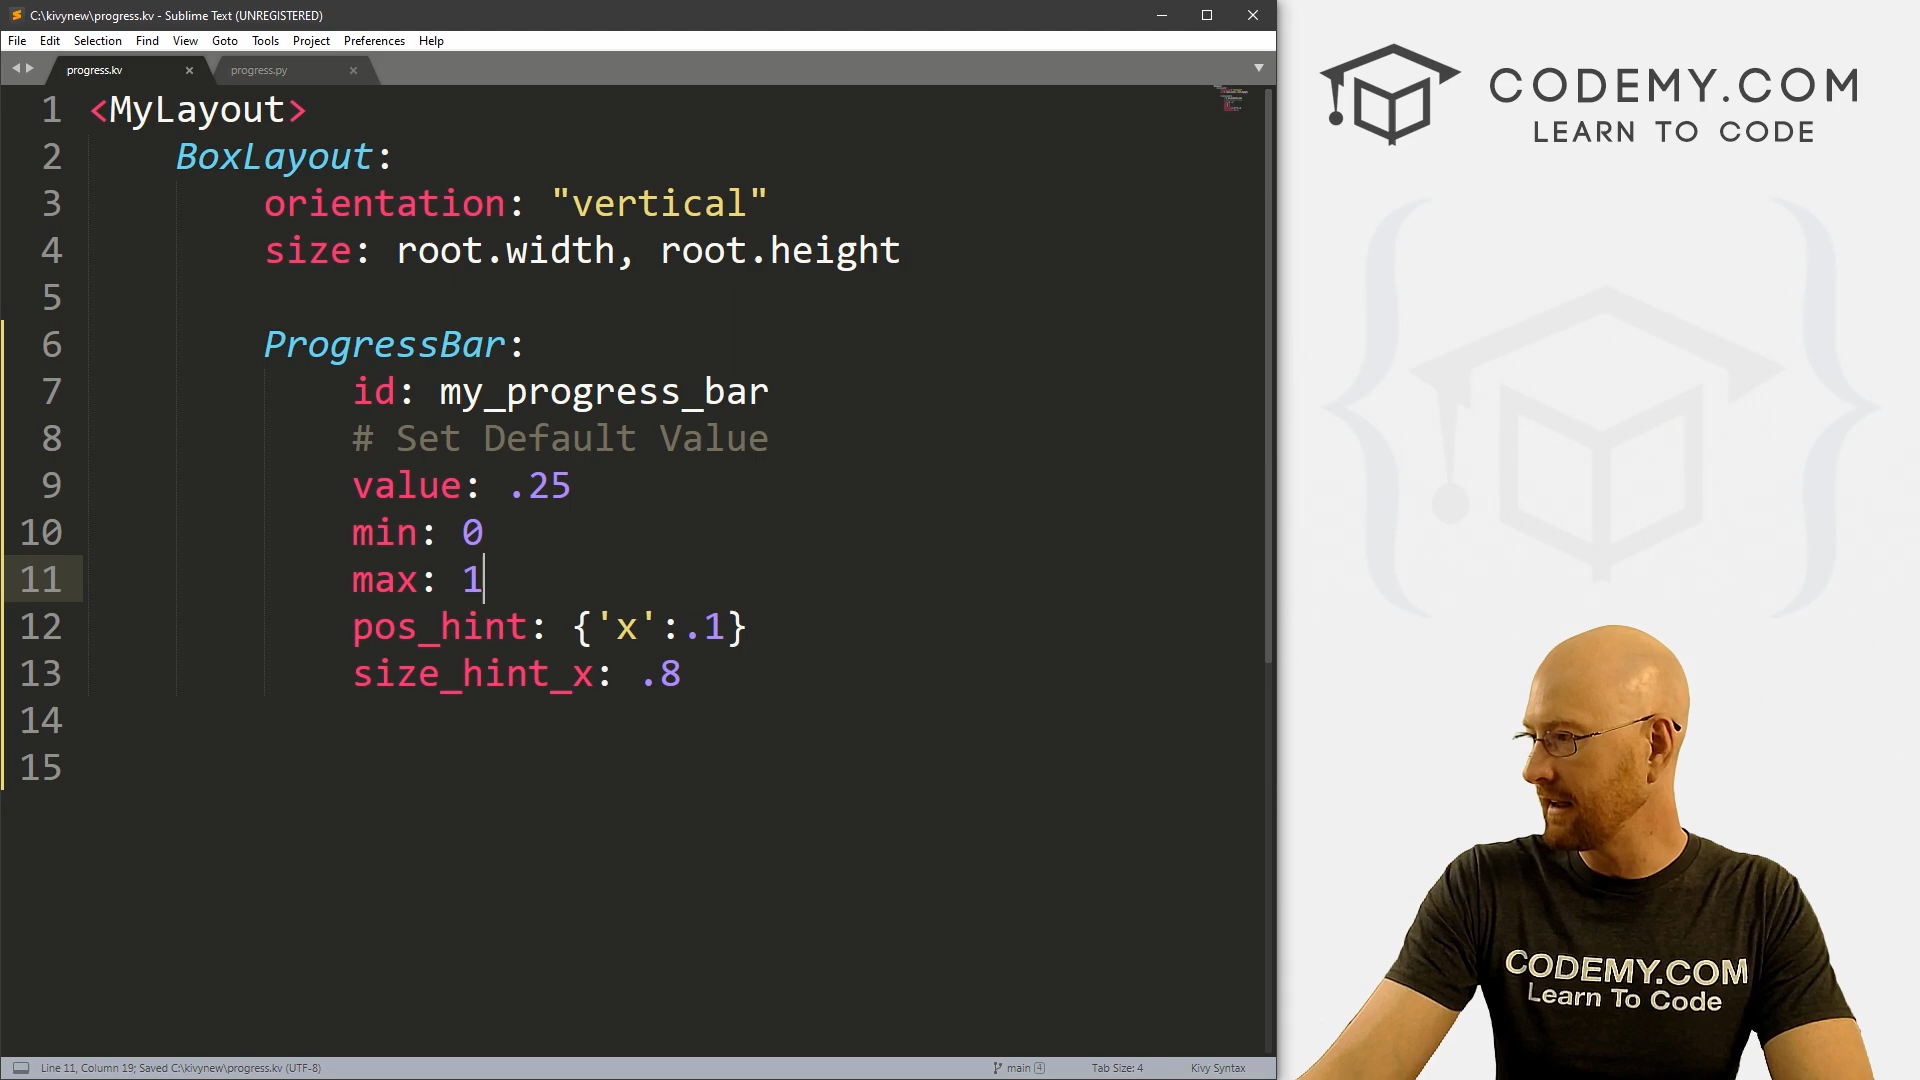 C:\kivynew\progress.kv - Sublime Text (UNREGISTERED)
File Edit Selection Find View Goto Tools Project Preferences Help
progress.kv progress.py
1 <MyLayout>
2 BoxLayout:
3 orientation: "vertical"
4 size: root.width, root.height
5
6 ProgressBar:
7 id: my_progress_bar
8 # Set Default Value
9 value: .25
10 min: 0
11 max: 1
12 pos_hint: {'x':.1}
13 size_hint_x: .8
14
15
Line 11, Column 19; Saved C:\kivynew\progress.kv (UTF-8) main 4 Tab Size: 4 Kivy Syntax
CODEMY.COM
LEARN TO CODE
CODEMY.COM
Learn To Code